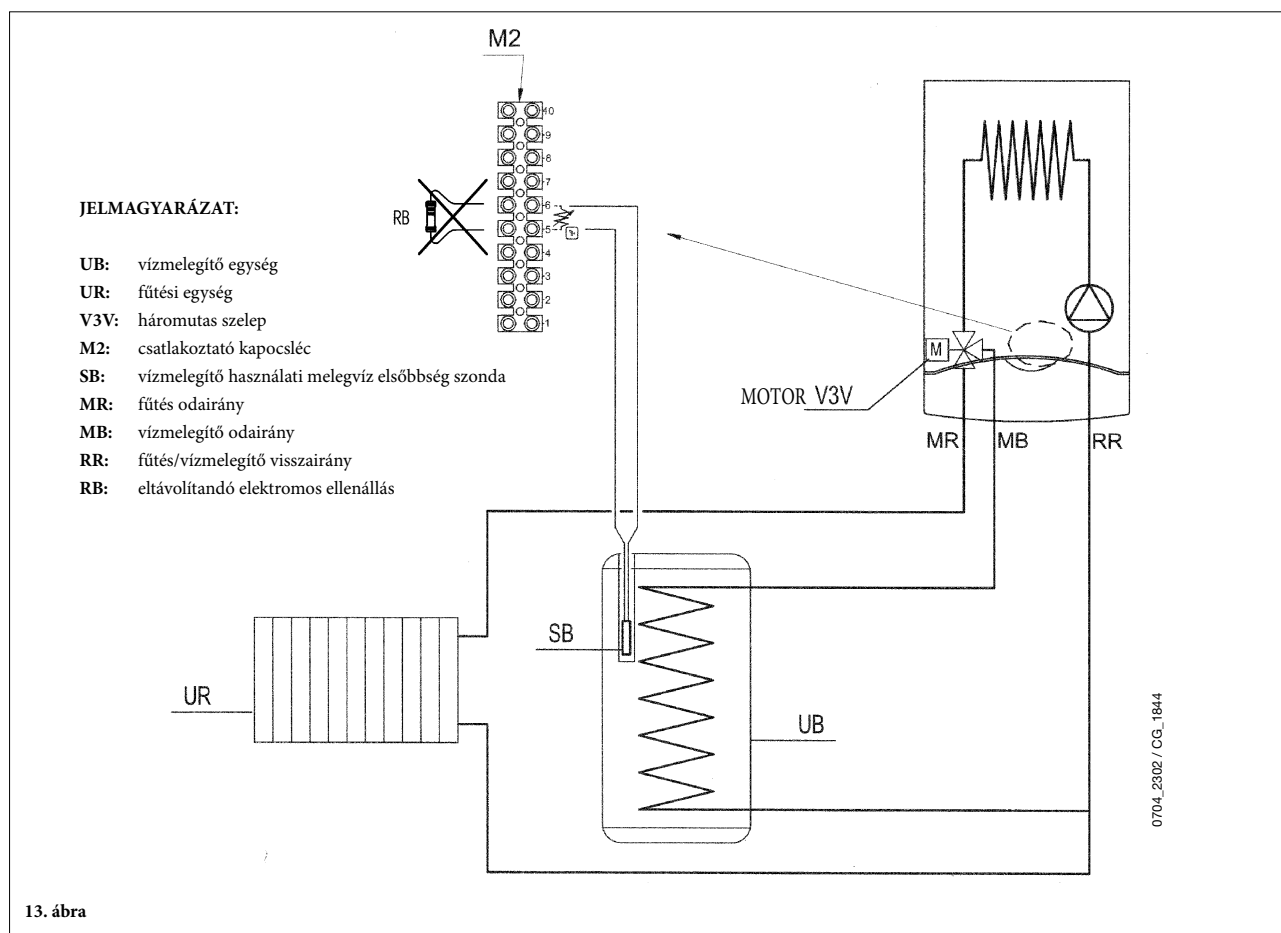 M2
10
9
8
7
6
5
4
3
2
1
RB
JELMAGYARÁZAT:
UB: vízmelegítő egység
UR: fűtési egység
V3V: háromutas szelep
M2: csatlakoztató kapocsléc
SB: vízmelegítő használati melegvíz elsőbbség szonda
MR: fűtés odairány
MB: vízmelegítő odairány
RR: fűtés/vízmelegítő visszairány
RB: eltávolítandó elektromos ellenállás
M
MOTOR V3V
MR MB RR
SB
UR
UB
0704_2302 / CG_1844
13. ábra